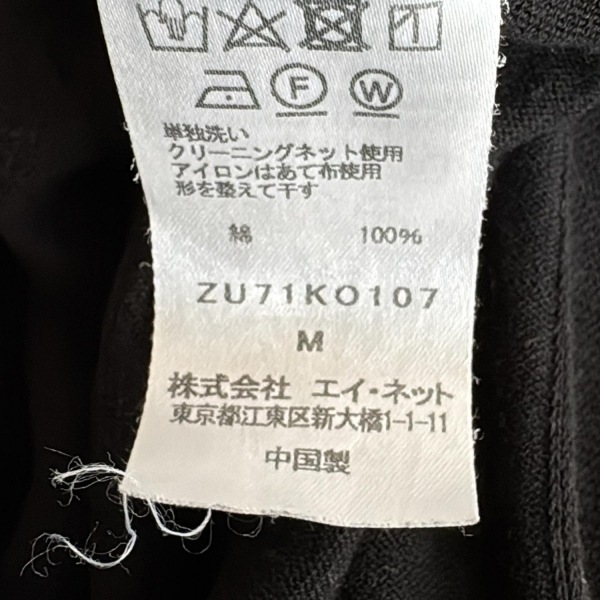 F W
単独洗い
クリーニングネット使用
アイロンはあて布使用
形を整えて干す
綿 100%
ZU71KO107
M
株式会社 エイ・ネット
東京都江東区新大橋1-1-11
中国製